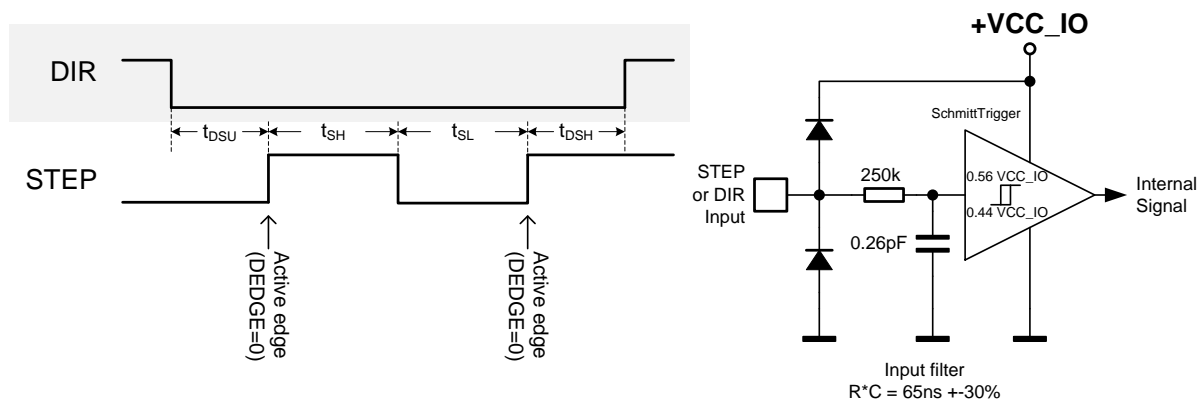 DIR
tDSU
tSH
tSL
tDSH
STEP
Active edge
(DEDGE=0)
Active edge
(DEDGE=0)
+VCC_IO
SchmittTrigger
STEP
or DIR
Input
250k
0.56 VCC_IO
0.44 VCC_IO
Internal
Signal
0.26pF
Input filter
R*C = 65ns +-30%